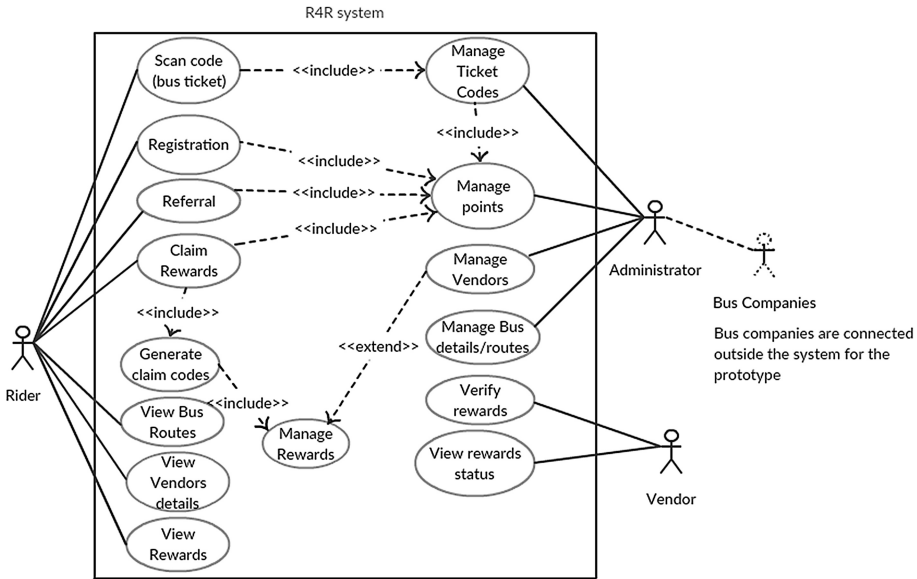 R4R system
Scan code
(bus ticket)
<<include>>
Manage
Ticket
Codes
<<include>>
Registration
<<include>>
Referral
<<include>>
Manage
points
<<include>>
Claim
Rewards
Manage
Vendors
Administrator
Bus Companies
Bus companies are connected
outside the system for the
prototype
<<include>>
Manage Bus
details/routes
<<extend>>
Generate
claim codes
Rider
<<include>>
Verify
rewards
View Bus
Routes
Manage
Rewards
View rewards
status
View
Vendors
details
Vendor
View
Rewards